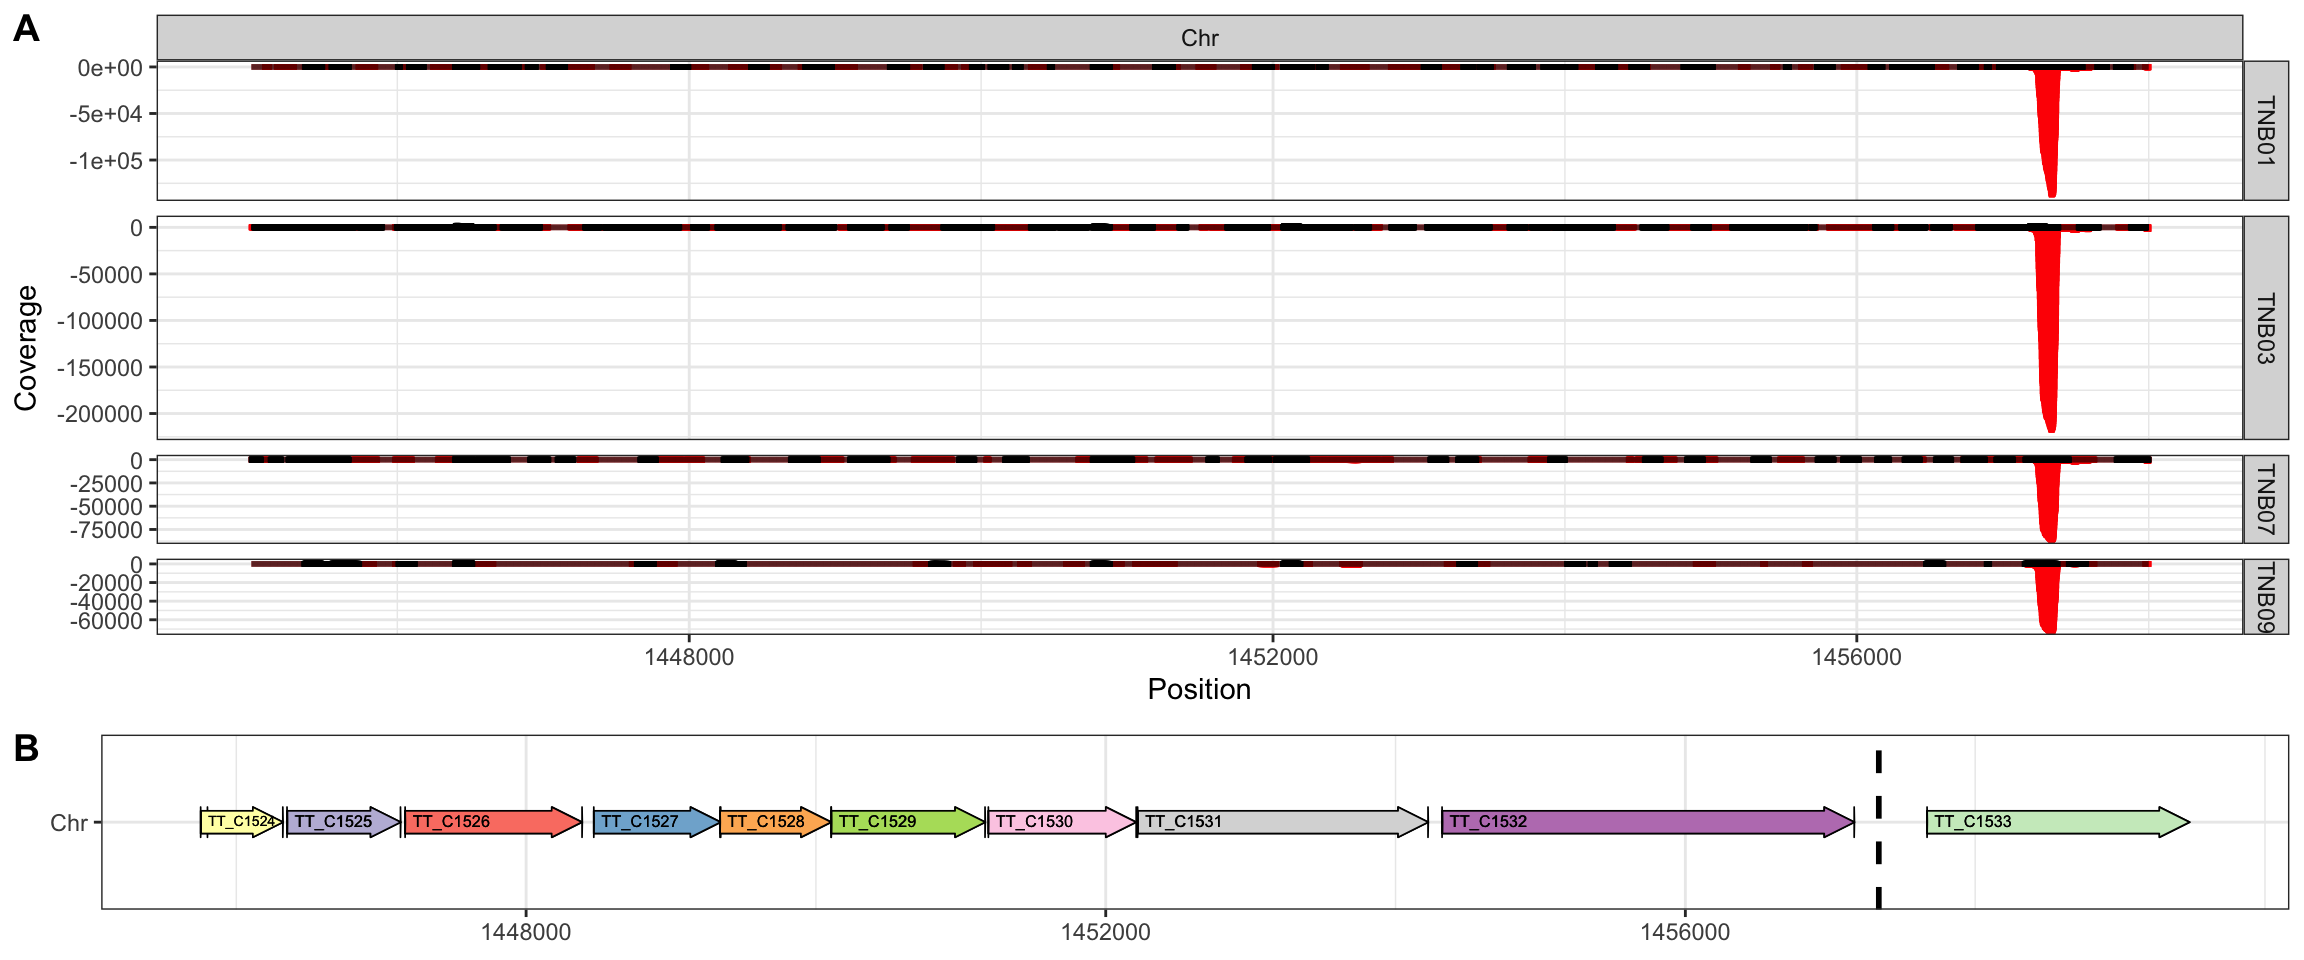 A
Chr
0e+00
-5e+04
-1e+05
TNB01
0
-50000
-100000
-150000
-200000
TNB03
0
-25000
-50000
-75000
TNB07
0
-20000
-40000
-60000
TNB09
Coverage
1448000 1452000 1456000
Position
B
Chr
TT_C1524 TT_C1525 TT_C1526 TT_C1527 TT_C1528 TT_C1529 TT_C1530 TT_C1531 TT_C1532 TT_C1533
1448000 1452000 1456000